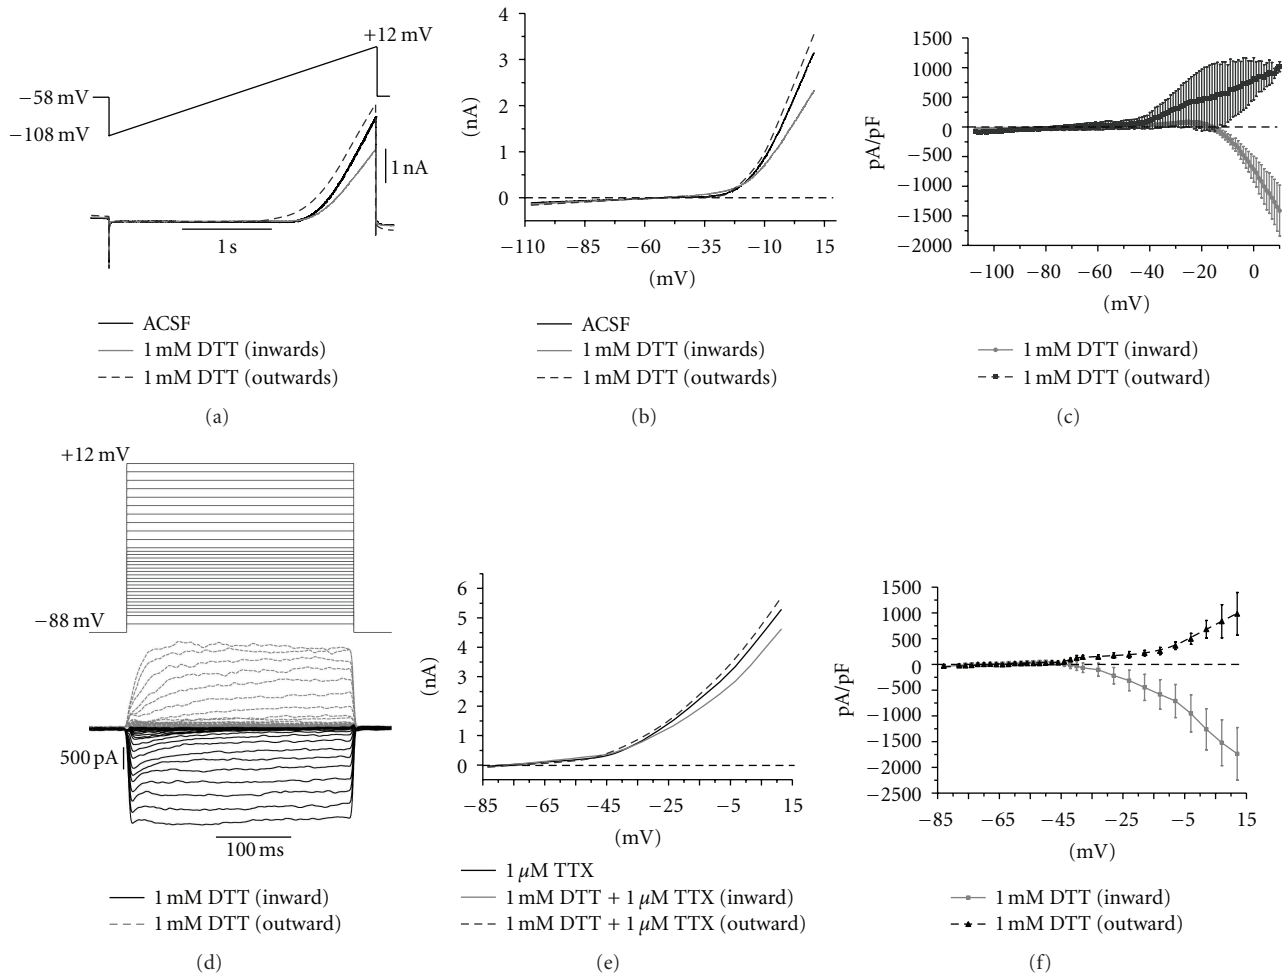 +12 mV
−58 mV
−108 mV
1 nA
1 s
ACSF
1 mM DTT (inwards)
1 mM DTT (outwards)
(a)
4
3
2
1
0
(nA)
−110 −85 −60 −35 −10 15
(mV)
ACSF
1 mM DTT (inwards)
1 mM DTT (outwards)
(b)
1500
1000
500
0
−500
−1000
−1500
−2000
pA/pF
−100 −80 −60 −40 −20 0
(mV)
1 mM DTT (inward)
1 mM DTT (outward)
(c)
+12 mV
−88 mV
500 pA
100 ms
1 mM DTT (inward)
1 mM DTT (outward)
(d)
6
5
4
3
2
1
0
(nA)
−85 −65 −45 −25 −5 15
(mV)
1 μM TTX
1 mM DTT + 1 μM TTX (inward)
1 mM DTT + 1 μM TTX (outward)
(e)
1500
1000
500
0
−500
−1000
−1500
−2000
−2500
pA/pF
−85 −65 −45 −25 −5 15
(mV)
1 mM DTT (inward)
1 mM DTT (outward)
(f)